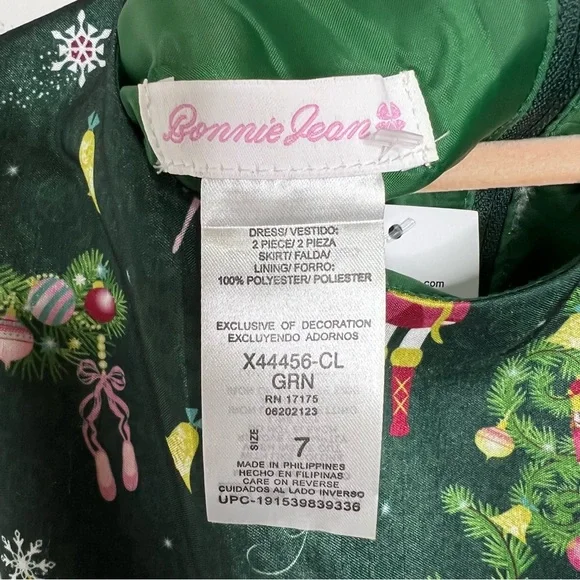 Bonnie Jean
DRESS/ VESTIDO:
2 PIECE/ 2 PIEZA
SKIRT/ FALDA/
LINING/ FORRO:
100% POLYESTER/ POLIESTER
EXCLUSIVE OF DECORATION
EXCLUYENDO ADORNOS
X44456-CL
GRN
RN 17175
06202123
SIZE 7
MADE IN PHILIPPINES
HECHO EN FILIPINAS
CARE ON REVERSE
CUIDADOS AL LADO INVERSO
UPC-191539839336
.com